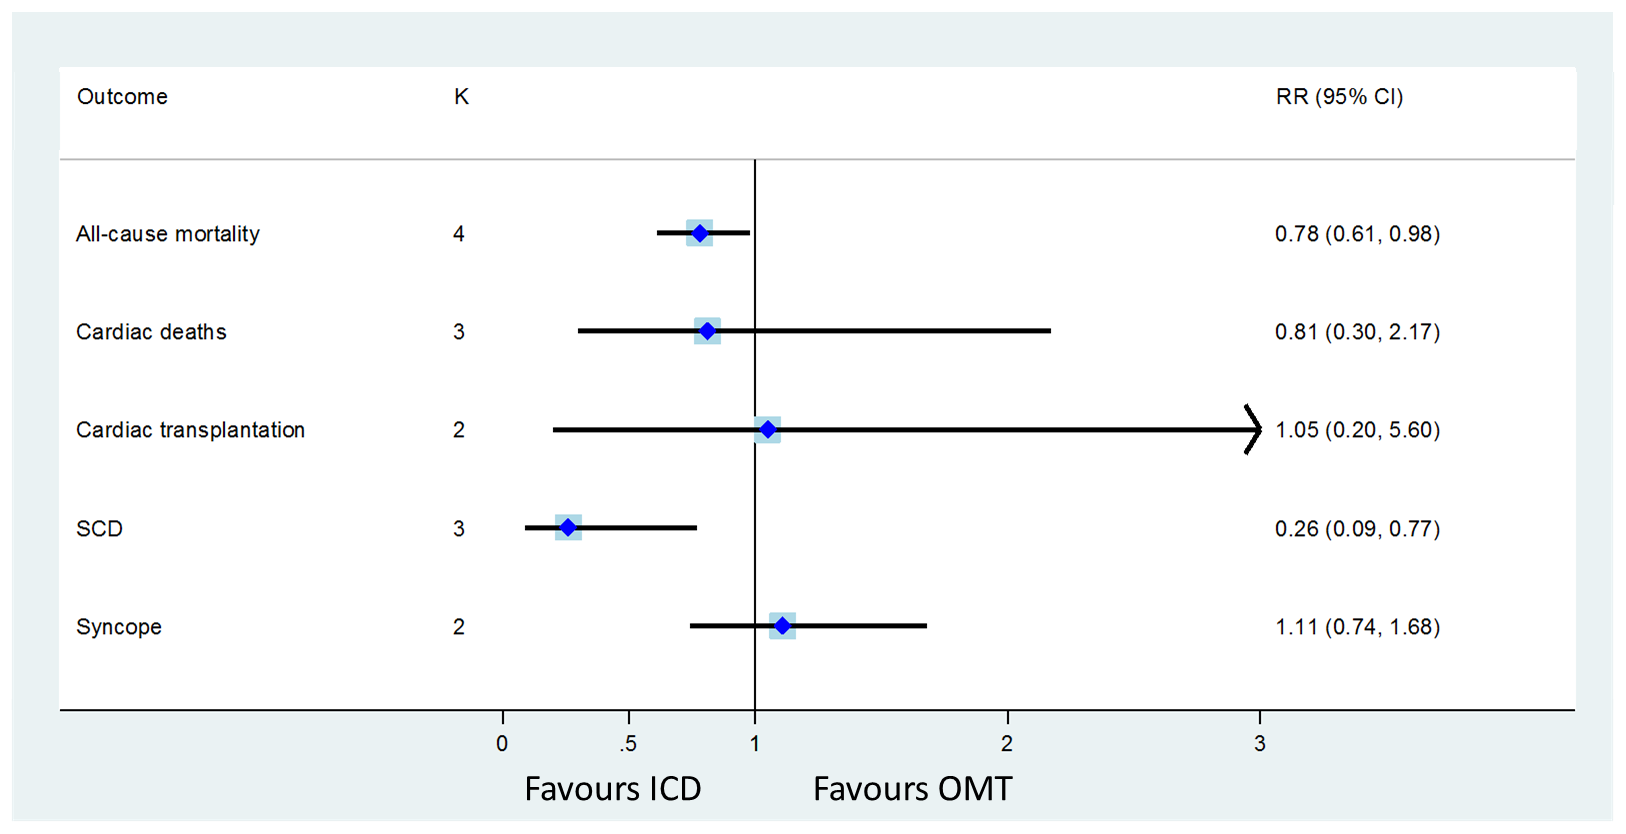 Outcome K RR (95% CI)
All-cause mortality 4 0.78 (0.61, 0.98)
Cardiac deaths 3 0.81 (0.30, 2.17)
Cardiac transplantation 2 1.05 (0.20, 5.60)
SCD 3 0.26 (0.09, 0.77)
Syncope 2 1.11 (0.74, 1.68)
0 .5 1 2 3
Favours ICD Favours OMT